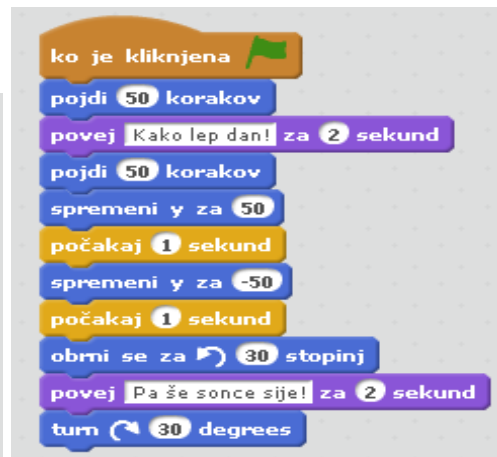 ko je kliknjena
pojdi 50 korakov
povej Kako lep dan! za 2 sekund
pojdi 50 korakov
spremeni y za 50
počakaj 1 sekund
spremeni y za -50
počakaj 1 sekund
obrni se za 30 stopinj
povej Pa še sonce sije! za 2 sekund
turn 30 degrees